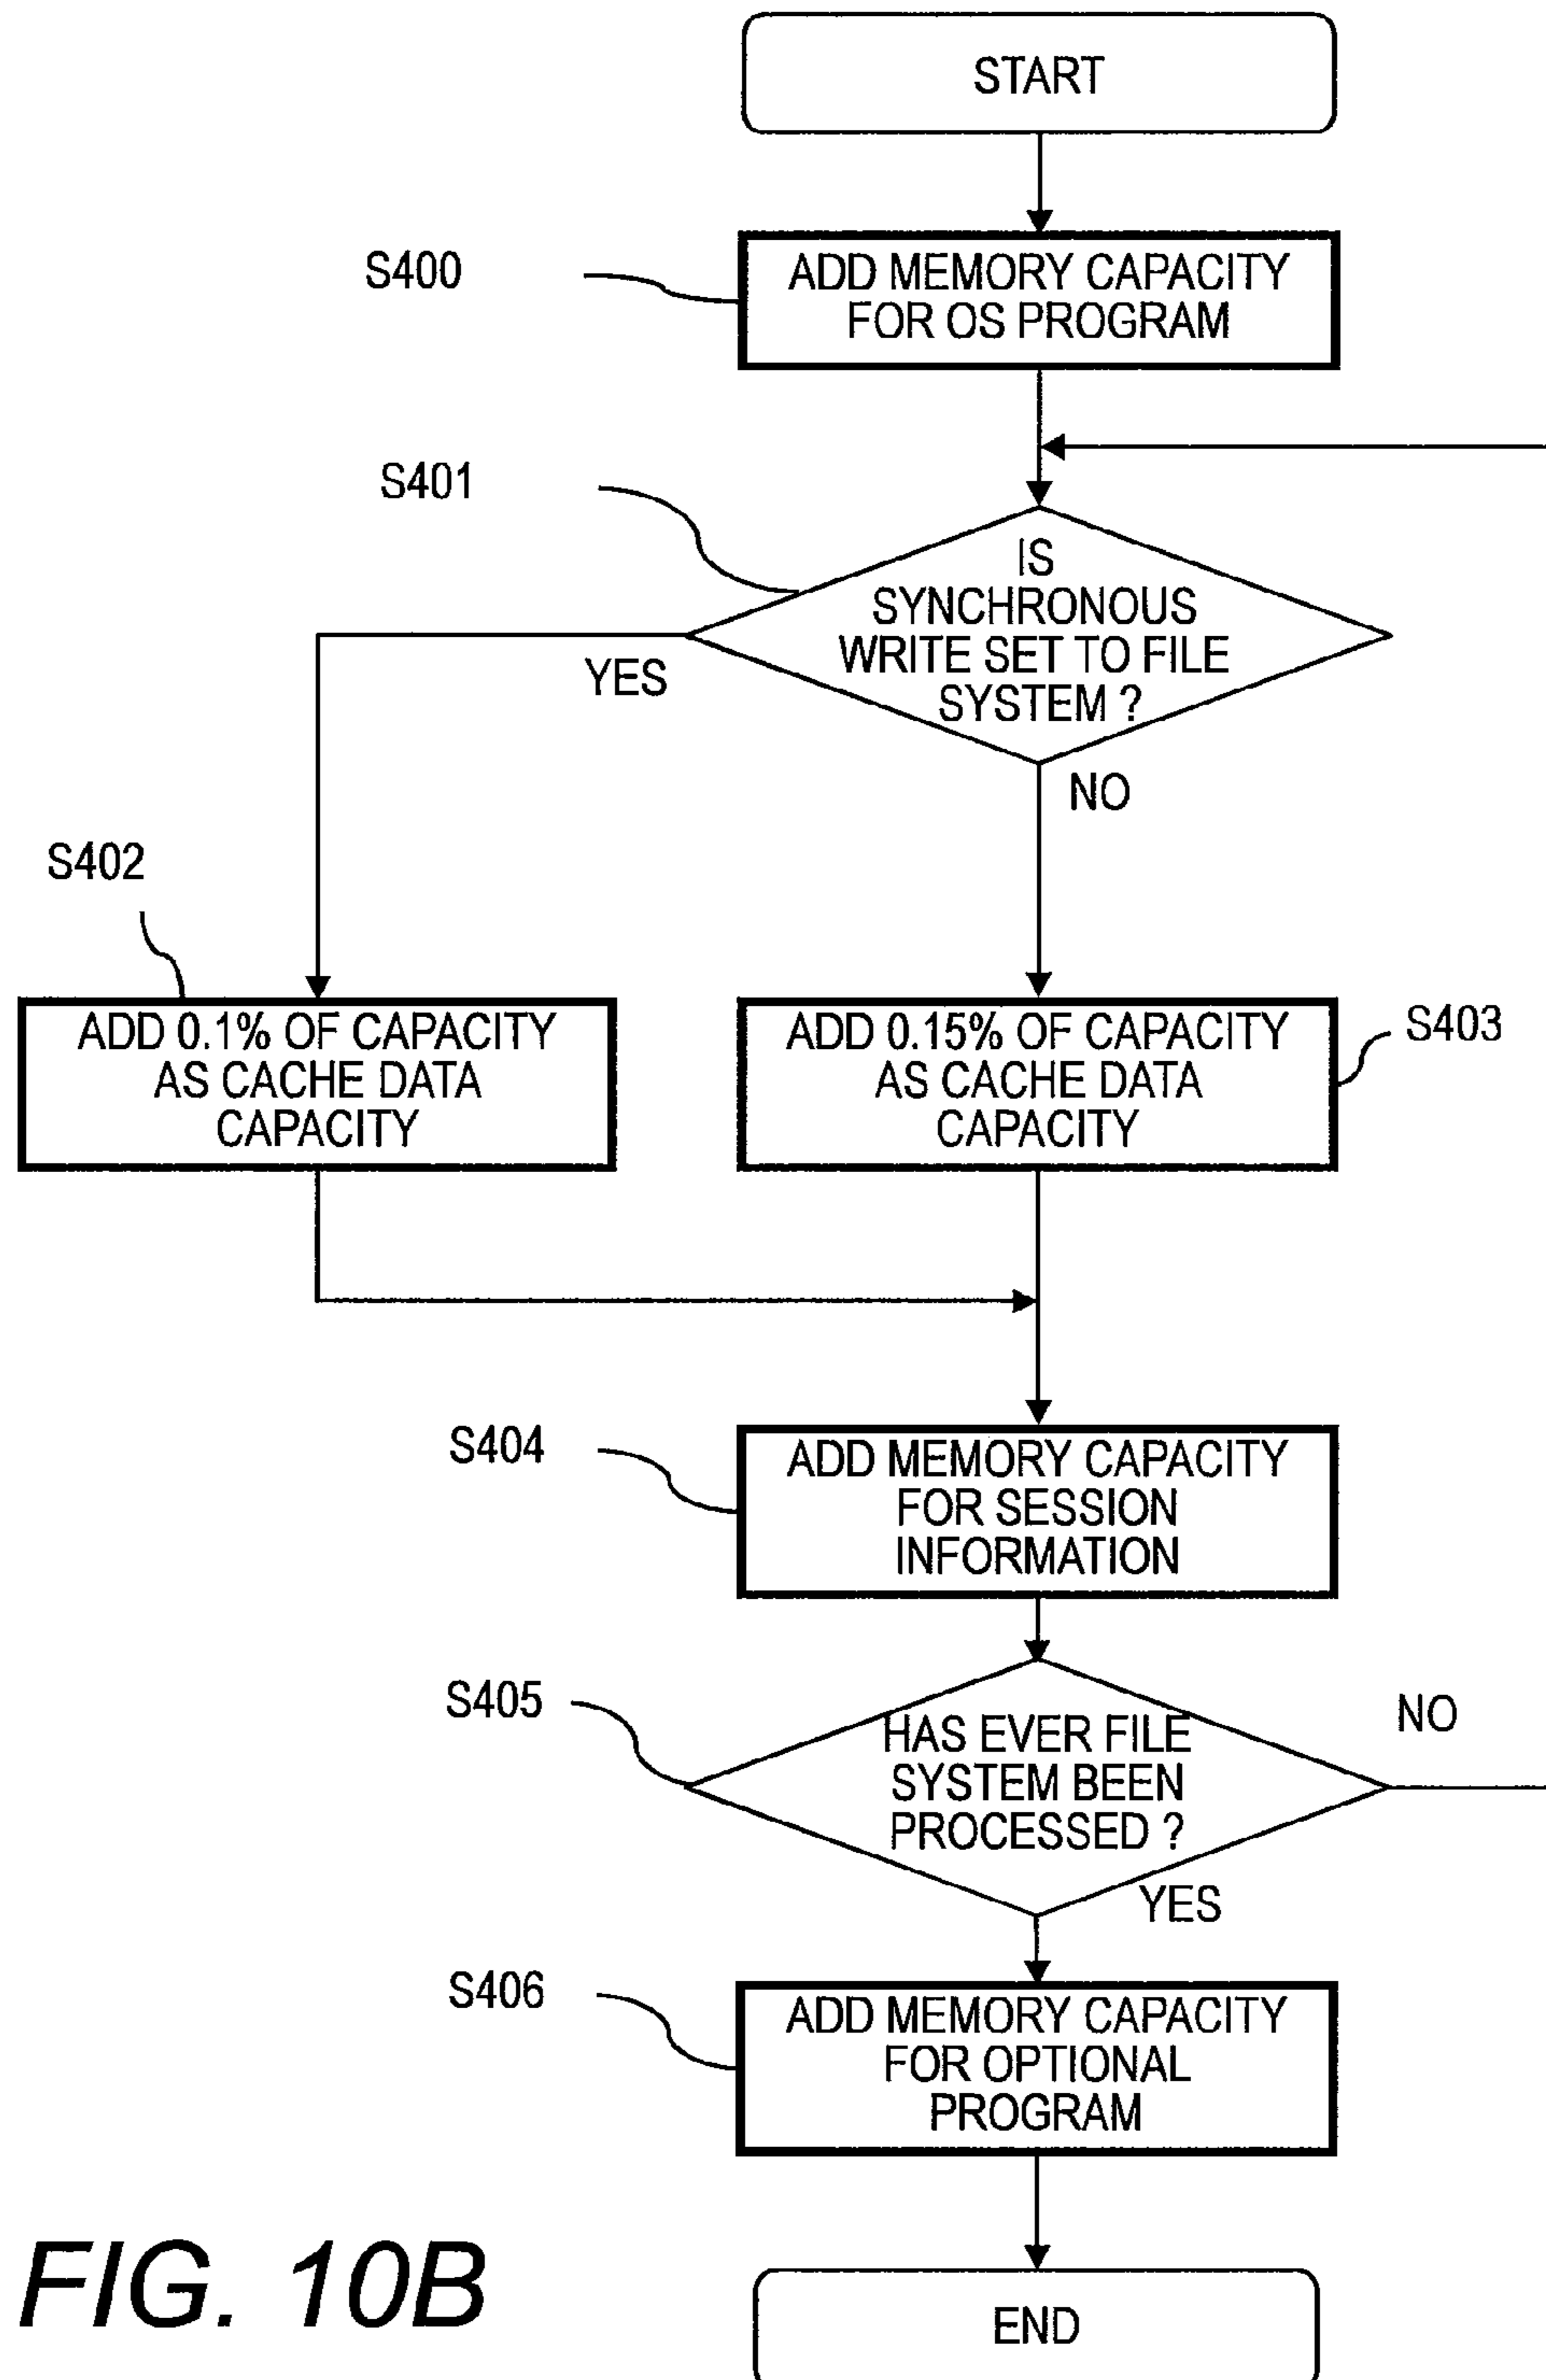 START
S400
ADD MEMORY CAPACITY
FOR OS PROGRAM
S401
IS
SYNCHRONOUS
WRITE SET TO FILE
SYSTEM ?
YES
NO
S402
ADD 0.1% OF CAPACITY
AS CACHE DATA
CAPACITY
ADD 0.15% OF CAPACITY
AS CACHE DATA
CAPACITY
S403
S404
ADD MEMORY CAPACITY
FOR SESSION
INFORMATION
S405
HAS EVER FILE
SYSTEM BEEN
PROCESSED ?
NO
YES
S406
ADD MEMORY CAPACITY
FOR OPTIONAL
PROGRAM
END
FIG. 10B